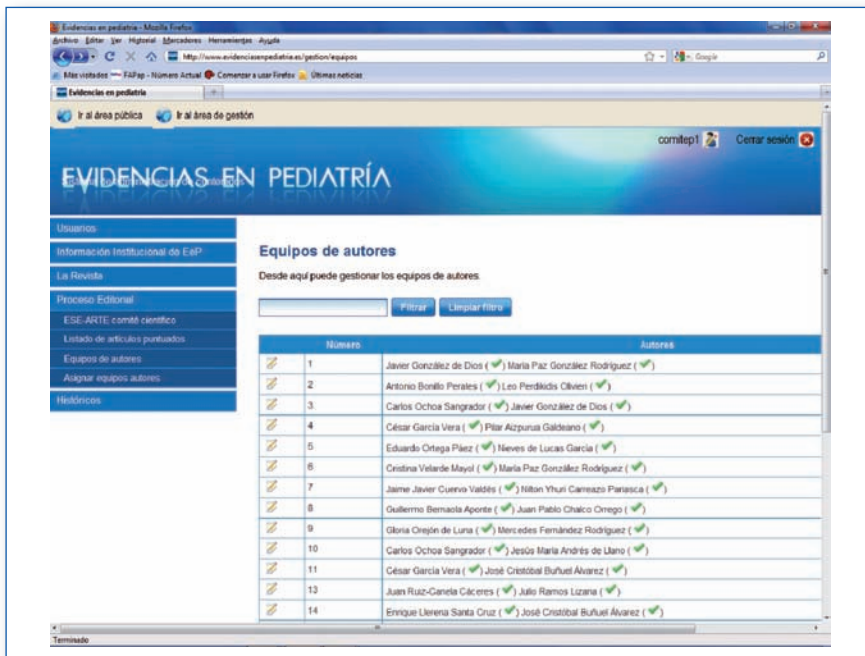 Evidencias en pediatría - Mozilla Firefox
Archivo Editar Ver Historial Marcadores Herramientas Ayuda
http://www.evidenciasenpediatria.es/gestion/equipos
Google
Más visitados FAPap - Número Actual Comenzar a usar Firefox Últimas noticias
Evidencias en pediatría
Ir al área pública Ir al área de gestión
comitep1 Cerrar sesión
EVIDENCIAS EN PEDIATRÍA
Usuarios
Información Institucional de EeP
La Revista
Proceso Editorial
ESE-ARTE comité científico
Listado de artículos puntuados
Equipos de autores
Asignar equipos autores
Históricos
Equipos de autores
Desde aquí puede gestionar los equipos de autores.
Filtrar Limpiar filtro
Número Autores
1 Javier González de Dios ( ) María Paz González Rodríguez ( )
2 Antonio Bonillo Perales ( ) Leo Perdikidis Olivieri ( )
3 Carlos Ochoa Sangrador ( ) Javier González de Dios ( )
4 César García Vera ( ) Pilar Aizpurua Galdeano ( )
5 Eduardo Ortega Páez ( ) Nieves de Lucas García ( )
6 Cristina Velarde Mayol ( ) María Paz González Rodríguez ( )
7 Jaime Javier Cuervo Valdés ( ) Nilton Yhuri Carreazo Pariasca ( )
8 Guillermo Bernaola Aponte ( ) Juan Pablo Chalco Orrego ( )
9 Gloria Orejón de Luna ( ) Mercedes Fernández Rodríguez ( )
10 Carlos Ochoa Sangrador ( ) Jesús María Andrés de Llano ( )
11 César García Vera ( ) José Cristóbal Buñuel Álvarez ( )
13 Juan Ruiz-Canela Cáceres ( ) Julio Ramos Lizana ( )
14 Enrique Llerena Santa Cruz ( ) José Cristóbal Buñuel Álvarez ( )
Terminado